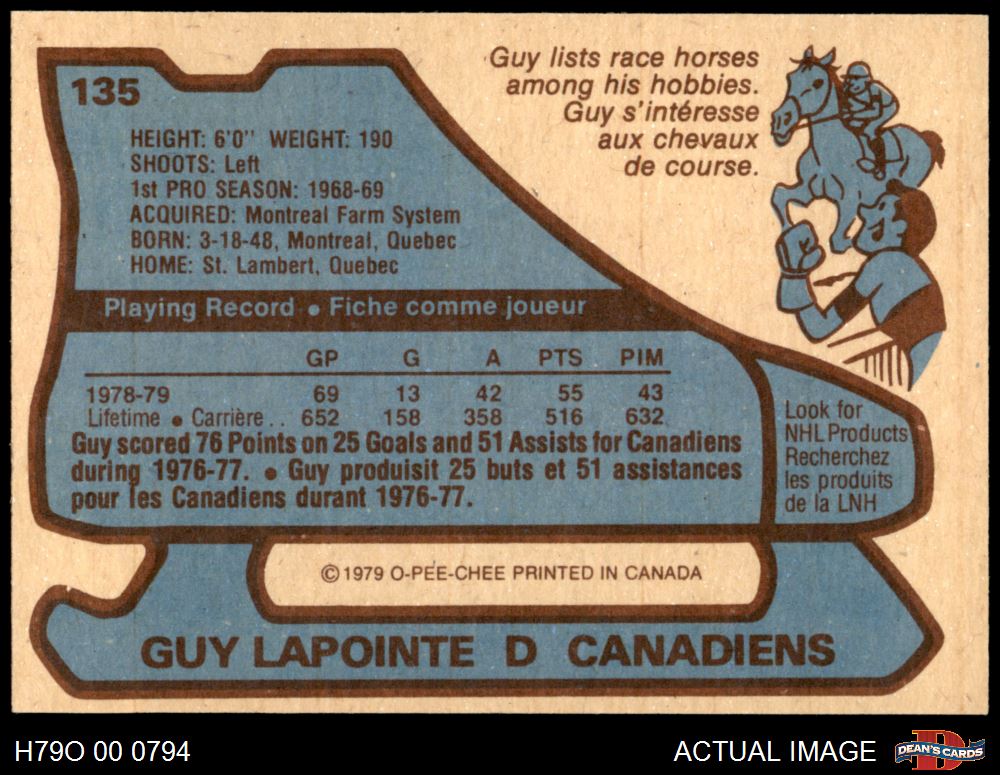 135
Guy lists race horses
among his hobbies.
Guy s'intéresse
aux chevaux
de course.
HEIGHT: 6'0" WEIGHT: 190
SHOOTS: Left
1st PRO SEASON: 1968-69
ACQUIRED: Montreal Farm System
BORN: 3-18-48, Montreal, Quebec
HOME: St. Lambert, Quebec
Playing Record • Fiche comme joueur
GP G A PTS PIM
1978-79 69 13 42 55 43
Lifetime • Carrière . . 652 158 358 516 632
Guy scored 76 Points on 25 Goals and 51 Assists for Canadiens
during 1976-77. • Guy produisit 25 buts et 51 assistances
pour les Canadiens durant 1976-77.
Look for
NHL Products
Recherchez
les produits
de la LNH
© 1979 O-PEE-CHEE PRINTED IN CANADA
GUY LAPOINTE D CANADIENS
H79O 00 0794
ACTUAL IMAGE
D
DEAN'S CARDS